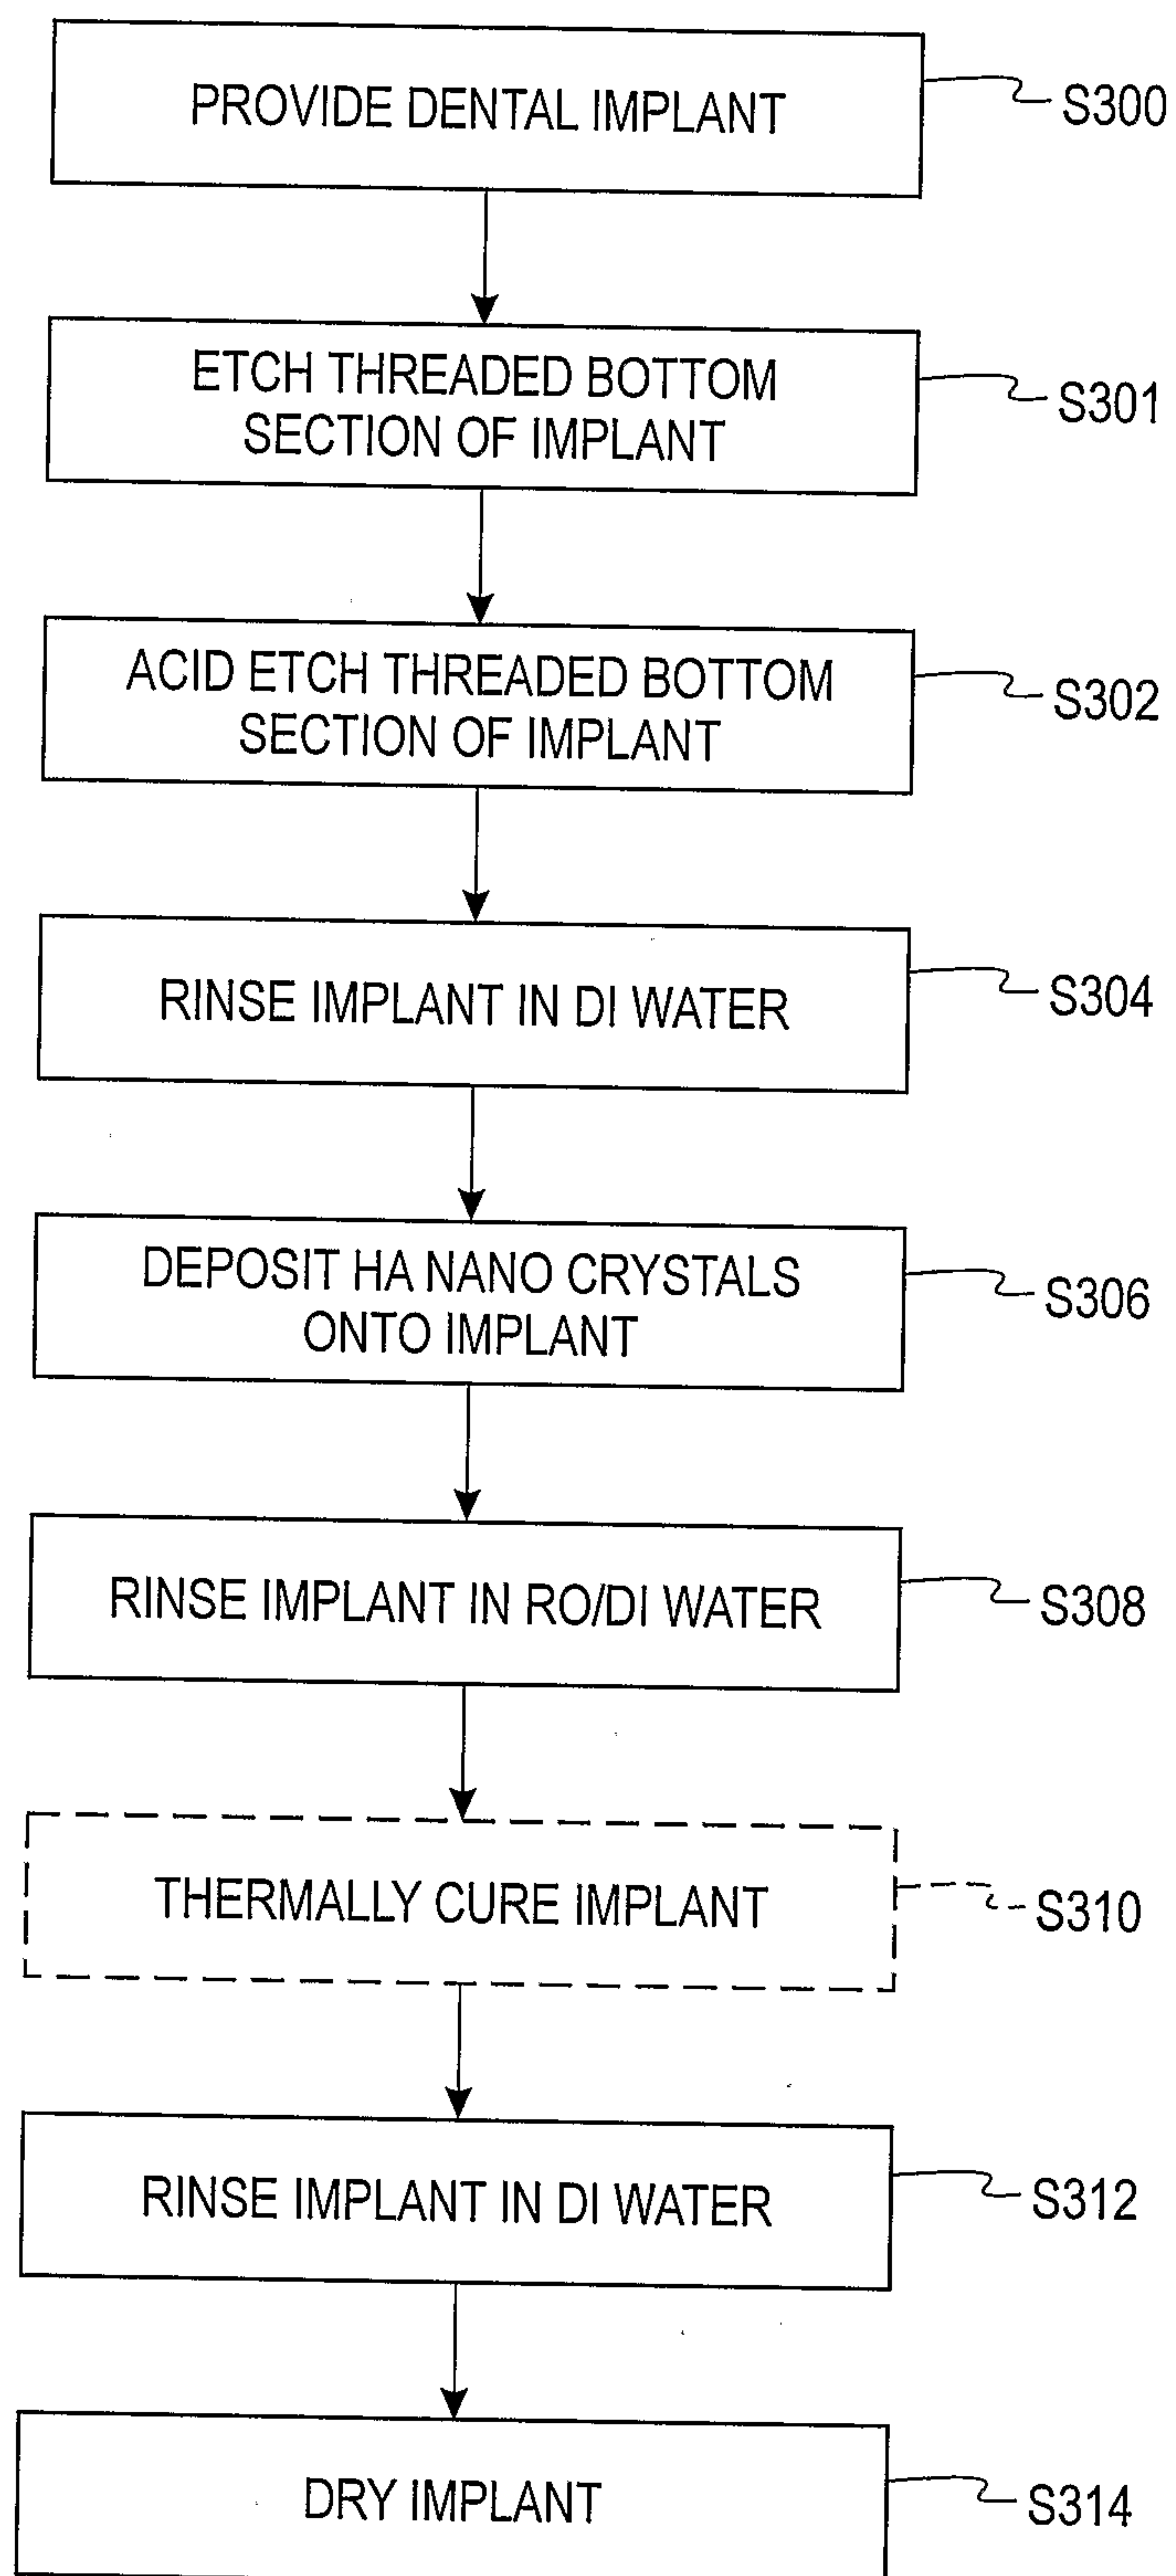 PROVIDE DENTAL IMPLANT
S300
ETCH THREADED BOTTOM
SECTION OF IMPLANT
S301
ACID ETCH THREADED BOTTOM
SECTION OF IMPLANT
S302
RINSE IMPLANT IN DI WATER
S304
DEPOSIT HA NANO CRYSTALS
ONTO IMPLANT
S306
RINSE IMPLANT IN RO/DI WATER
S308
THERMALLY CURE IMPLANT
S310
RINSE IMPLANT IN DI WATER
S312
DRY IMPLANT
S314